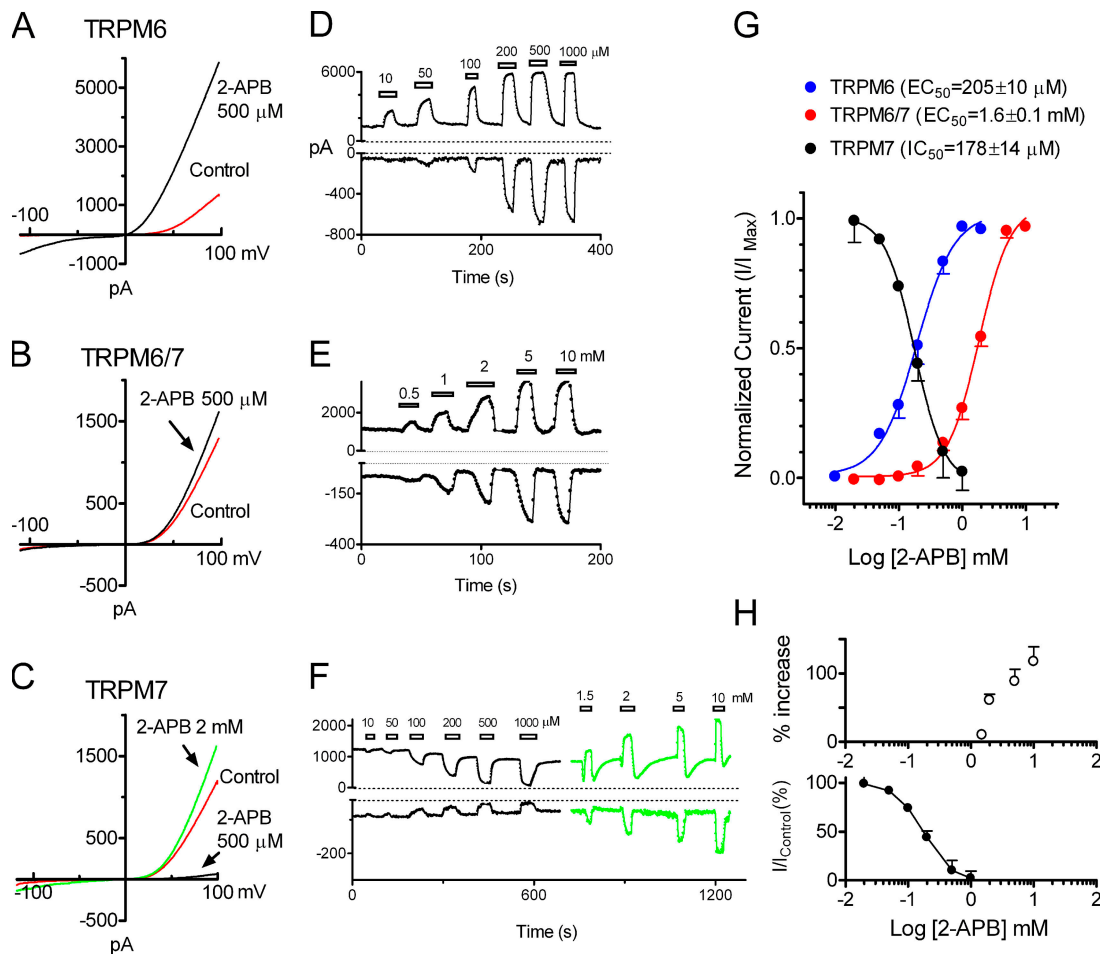 A
TRPM6
5000
3000
1000
-1000
2-APB
500 μM
Control
-100
100 mV
pA
B
TRPM6/7
1500
500
-500
2-APB 500 μM
Control
-100
100 mV
pA
C
TRPM7
1500
500
-500
2-APB 2 mM
Control
2-APB
500 μM
-100
100 mV
pA
D
10
50
100
200
500
1000 μM
6000
3000
0
pA
0
-400
-800
0
200
400
Time (s)
E
0.5
1
2
5
10 mM
2000
0
-150
-400
0
100
200
Time (s)
F
10
50
100
200
500
1000
μM
1.5
2
5
10
mM
2000
1000
0
-200
0
600
1200
Time (s)
G
TRPM6 (EC50=205±10 μM)
TRPM6/7 (EC50=1.6±0.1 mM)
TRPM7 (IC50=178±14 μM)
Normalized Current (I/I Max)
1.0
0.5
0.0
-2
-1
0
1
Log [2-APB] mM
H
% increase
100
0
-2
-1
0
1
2
I/IControl(%)
100
50
0
-2
-1
0
1
2
Log [2-APB] mM